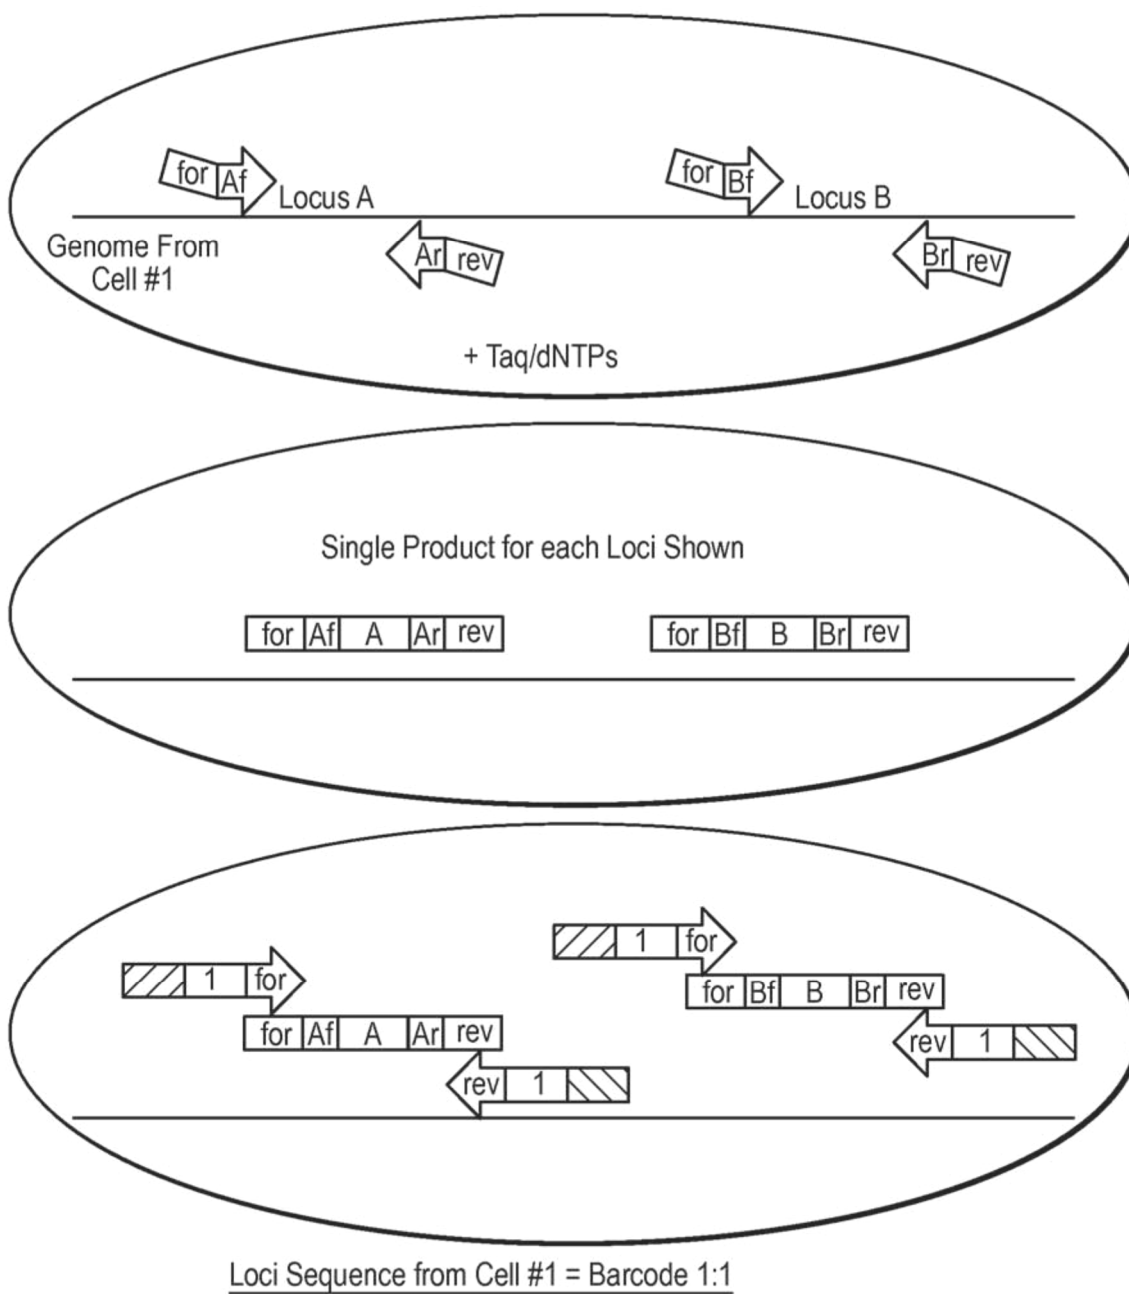 for Af
for Bf
Locus A
Locus B
Genome From
Cell #1
Ar rev
Br rev
+ Taq/dNTPs
Single Product for each Loci Shown
for Af A Ar rev
for Bf B Br rev
1 for
1 for
for Bf B Br rev
for Af A Ar rev
rev 1
rev 1
Loci Sequence from Cell #1 = Barcode 1:1